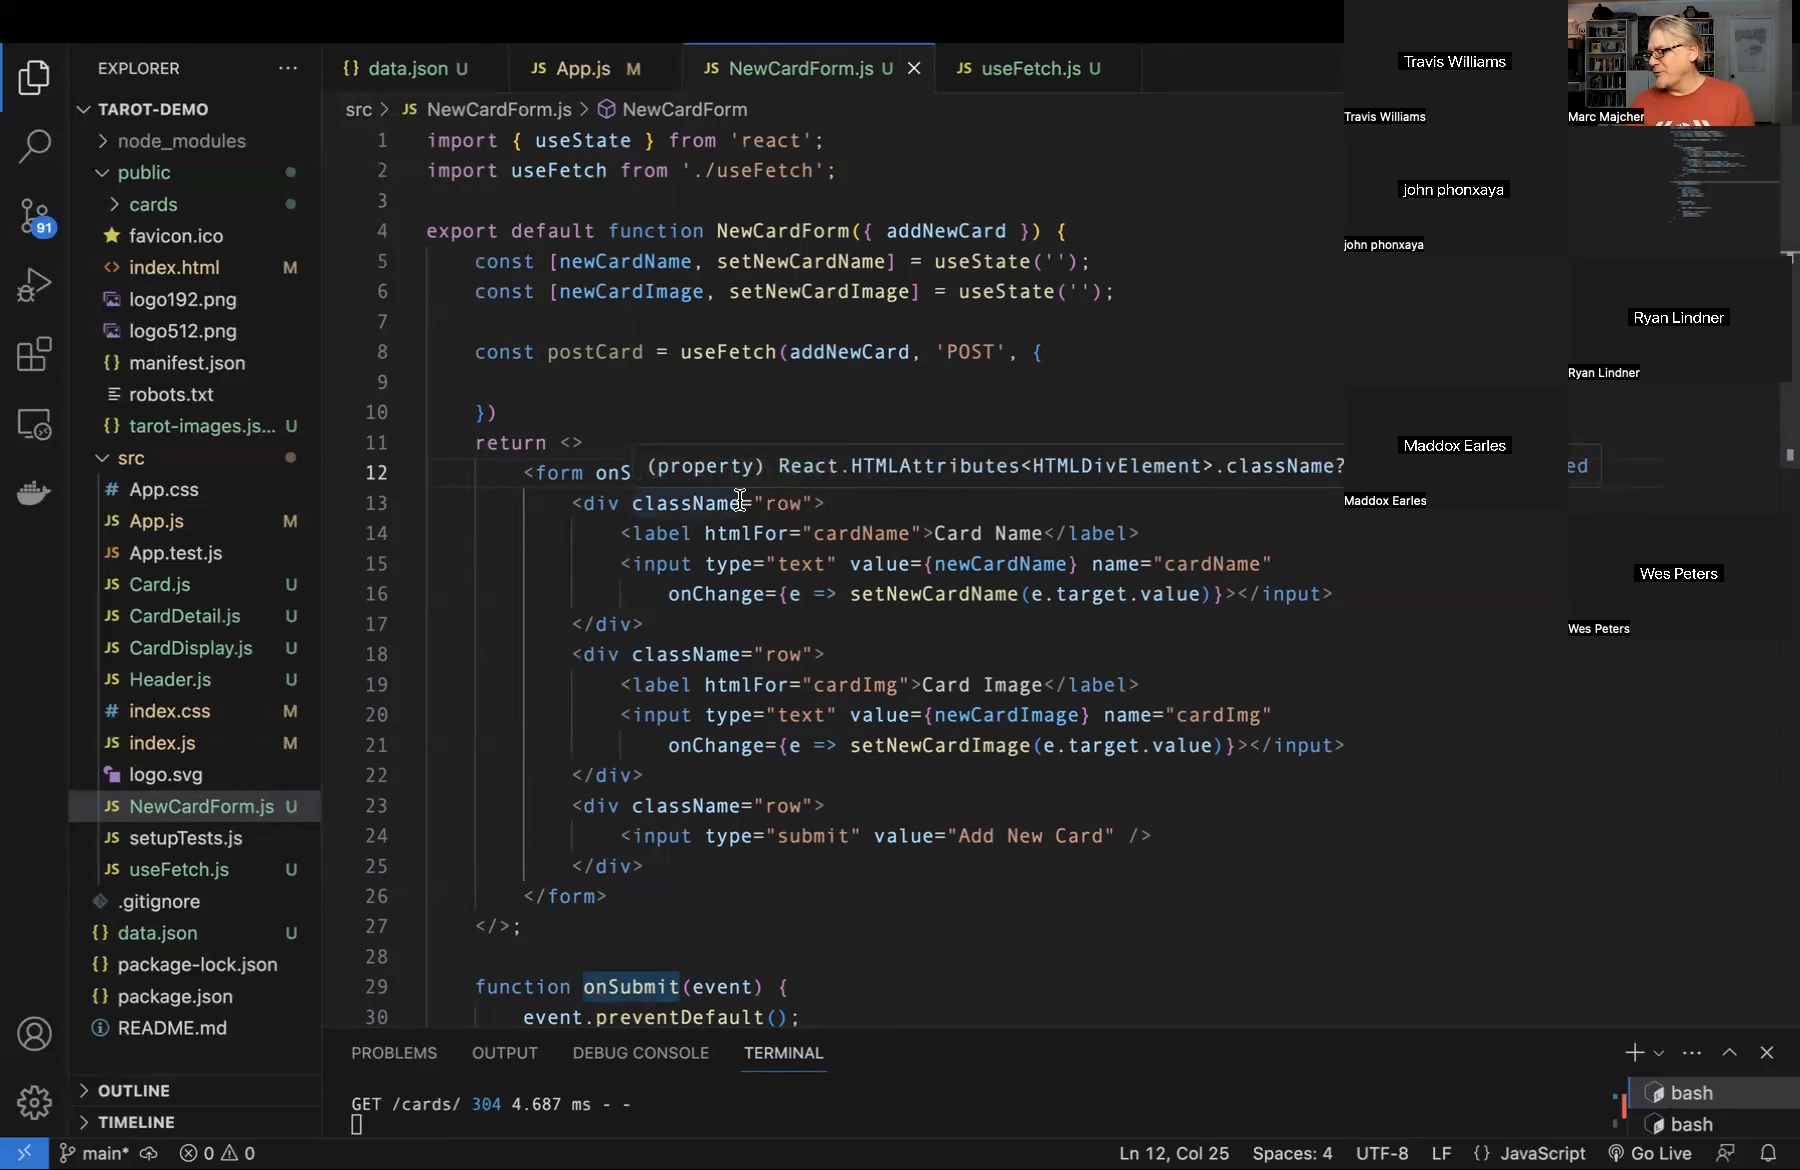 EXPLORER
TAROT-DEMO
node_modules
public
cards
favicon.ico
index.html M
logo192.png
logo512.png
manifest.json
robots.txt
tarot-images.js... U
src
App.css
App.js M
App.test.js
Card.js U
CardDetail.js U
CardDisplay.js U
Header.js U
index.css M
index.js M
logo.svg
NewCardForm.js U
setupTests.js
useFetch.js U
.gitignore
data.json U
package-lock.json
package.json
README.md
OUTLINE
TIMELINE
91
{} data.json U
JS App.js M
JS NewCardForm.js U
JS useFetch.js U
src > JS NewCardForm.js > NewCardForm
1 import { useState } from 'react';
2 import useFetch from './useFetch';
3
4 export default function NewCardForm({ addNewCard }) {
5 const [newCardName, setNewCardName] = useState('');
6 const [newCardImage, setNewCardImage] = useState('');
7
8 const postCard = useFetch(addNewCard, 'POST', {
9
10 })
11 return <>
12 <form onS
(property) React.HTMLAttributes<HTMLDivElement>.className?
ed
13 <div className="row">
14 <label htmlFor="cardName">Card Name</label>
15 <input type="text" value={newCardName} name="cardName"
16 onChange={e => setNewCardName(e.target.value)}></input>
17 </div>
18 <div className="row">
19 <label htmlFor="cardImg">Card Image</label>
20 <input type="text" value={newCardImage} name="cardImg"
21 onChange={e => setNewCardImage(e.target.value)}></input>
22 </div>
23 <div className="row">
24 <input type="submit" value="Add New Card" />
25 </div>
26 </form>
27 </>;
28
29 function onSubmit(event) {
30 event.preventDefault();
PROBLEMS OUTPUT DEBUG CONSOLE TERMINAL
GET /cards/ 304 4.687 ms - -
bash
bash
main* 0 0
Ln 12, Col 25 Spaces: 4 UTF-8 LF {} JavaScript Go Live
Travis Williams
Travis Williams
Marc Majcher
john phonxaya
john phonxaya
Ryan Lindner
Ryan Lindner
Maddox Earles
Maddox Earles
Wes Peters
Wes Peters